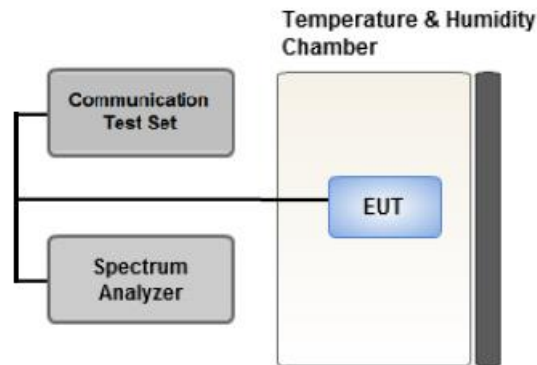 Temperature & Humidity
Chamber
Communication
Test Set
EUT
Spectrum
Analyzer